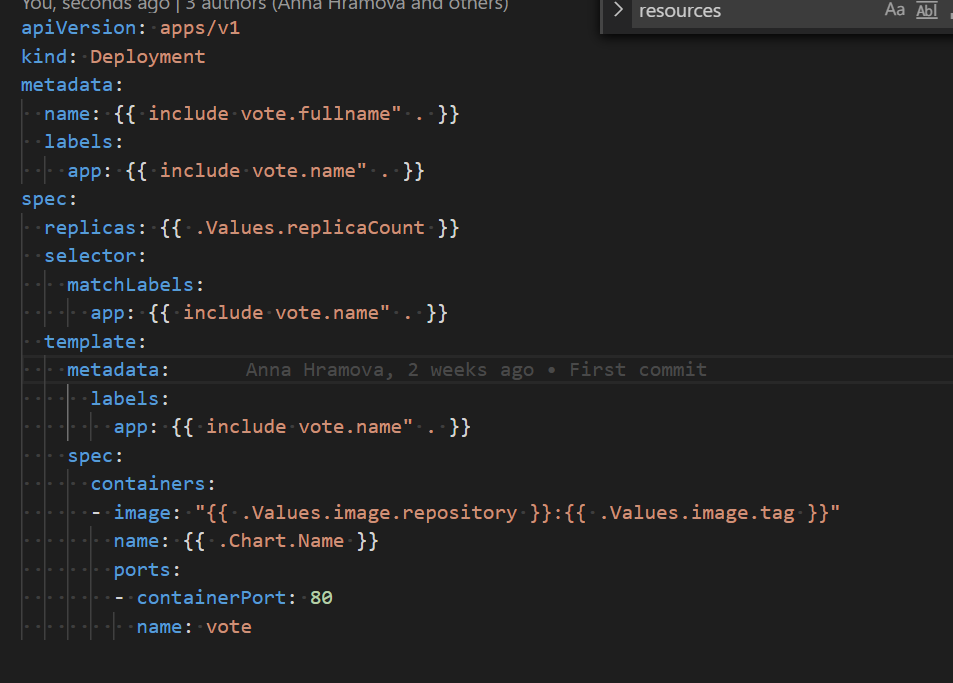 You, seconds ago | 3 authors (Anna Hramova and others)
resources
Aa
Abl
apiVersion: apps/v1
kind: Deployment
metadata:
  name: {{ include vote.fullname" . }}
  labels:
    app: {{ include vote.name" . }}
spec:
  replicas: {{ .Values.replicaCount }}
  selector:
    matchLabels:
      app: {{ include vote.name" . }}
  template:
    metadata: Anna Hramova, 2 weeks ago • First commit
      labels:
        app: {{ include vote.name" . }}
    spec:
      containers:
      - image: "{{ .Values.image.repository }}:{{ .Values.image.tag }}"
        name: {{ .Chart.Name }}
        ports:
        - containerPort: 80
          name: vote